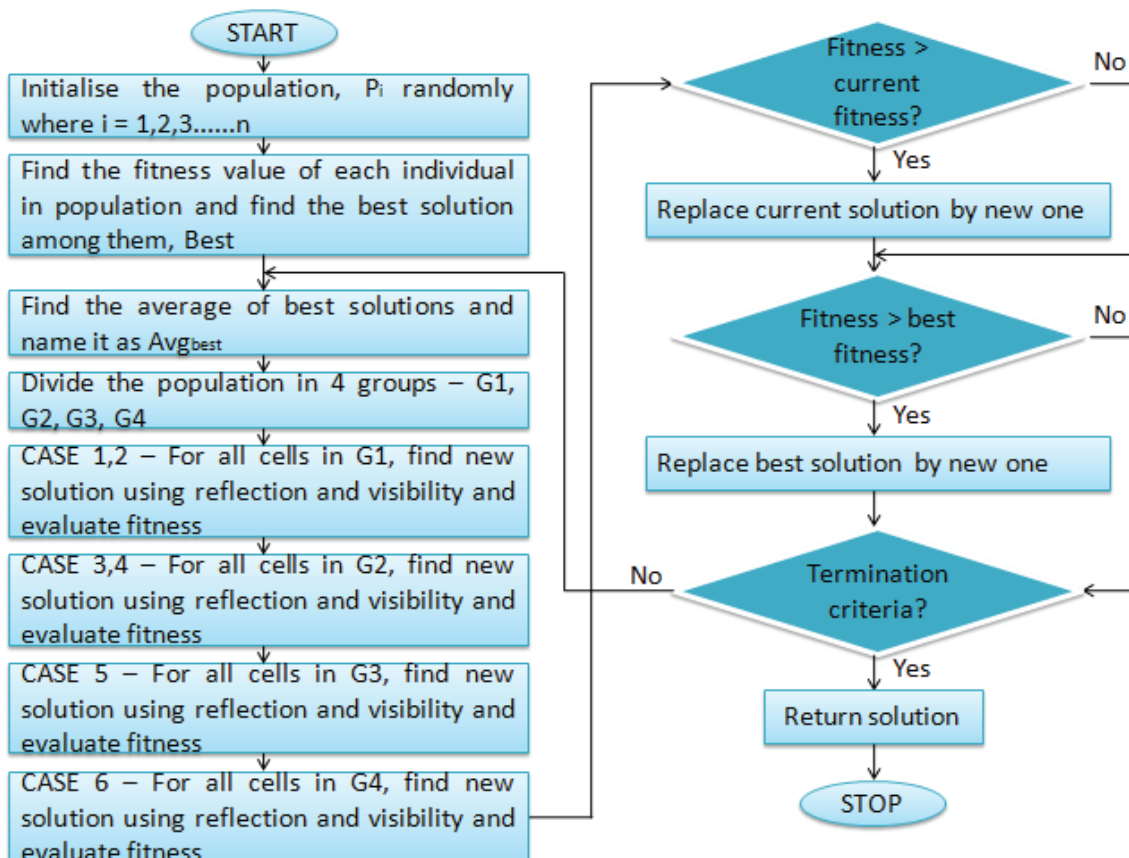 START
Initialise the population, Pi randomly
where i = 1,2,3......n
Find the fitness value of each individual
in population and find the best solution
among them, Best
Find the average of best solutions and
name it as Avgbest
Divide the population in 4 groups – G1,
G2, G3, G4
CASE 1,2 – For all cells in G1, find new
solution using reflection and visibility and
evaluate fitness
CASE 3,4 – For all cells in G2, find new
solution using reflection and visibility and
evaluate fitness
CASE 5 – For all cells in G3, find new
solution using reflection and visibility and
evaluate fitness
CASE 6 – For all cells in G4, find new
solution using reflection and visibility and
evaluate fitness
Fitness >
current
fitness?
No
Yes
Replace current solution by new one
Fitness > best
fitness?
No
Yes
Replace best solution by new one
Termination
criteria?
No
Yes
Return solution
STOP